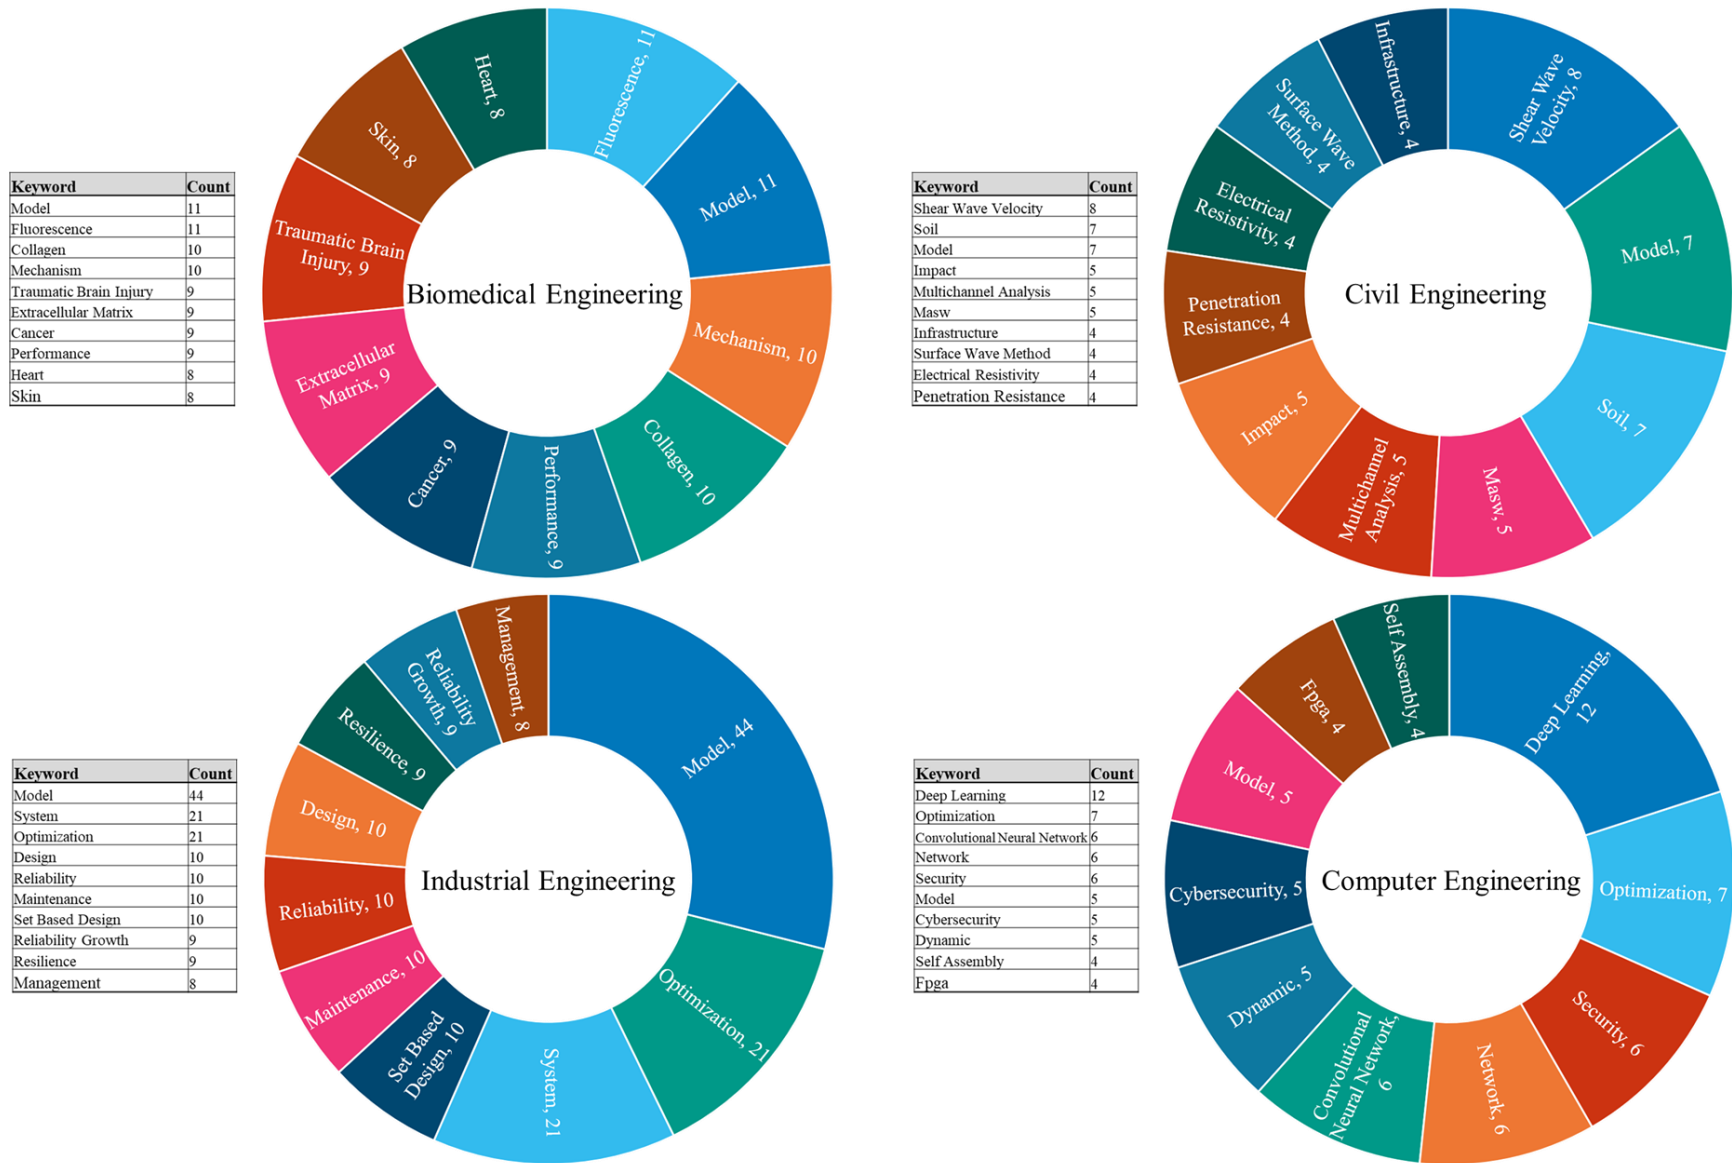 Keyword Count
Model 11
Fluorescence 11
Collagen 10
Mechanism 10
Traumatic Brain Injury 9
Extracellular Matrix 9
Cancer 9
Performance 9
Heart 8
Skin 8
Fluorescence, 11
Model, 11
Mechanism, 10
Collagen, 10
Performance, 9
Cancer, 9
Extracellular
Matrix, 9
Traumatic Brain
Injury, 9
Skin, 8
Heart, 8
Biomedical Engineering
Keyword Count
Shear Wave Velocity 8
Soil 7
Model 7
Impact 5
Multichannel Analysis 5
Masw 5
Infrastructure 4
Surface Wave Method 4
Electrical Resistivity 4
Penetration Resistance 4
Shear Wave
Velocity, 8
Model, 7
Soil, 7
Masw, 5
Multichannel
Analysis, 5
Impact, 5
Penetration
Resistance, 4
Electrical
Resistivity, 4
Surface Wave
Method, 4
Infrastructure, 4
Civil Engineering
Keyword Count
Model 44
System 21
Optimization 21
Design 10
Reliability 10
Maintenance 10
Set Based Design 10
Reliability Growth 9
Resilience 9
Management 8
Model, 44
Optimization, 21
System, 21
Set Based
Design, 10
Maintenance, 10
Reliability, 10
Design, 10
Resilience, 9
Reliability
Growth, 9
Management, 8
Industrial Engineering
Keyword Count
Deep Learning 12
Optimization 7
Convolutional Neural Network 6
Network 6
Security 6
Model 5
Cybersecurity 5
Dynamic 5
Self Assembly 4
Fpga 4
Deep Learning,
12
Optimization, 7
Security, 6
Network, 6
Convolutional
Neural Network,
6
Dynamic, 5
Cybersecurity, 5
Model, 5
Fpga, 4
Self Assembly, 4
Computer Engineering